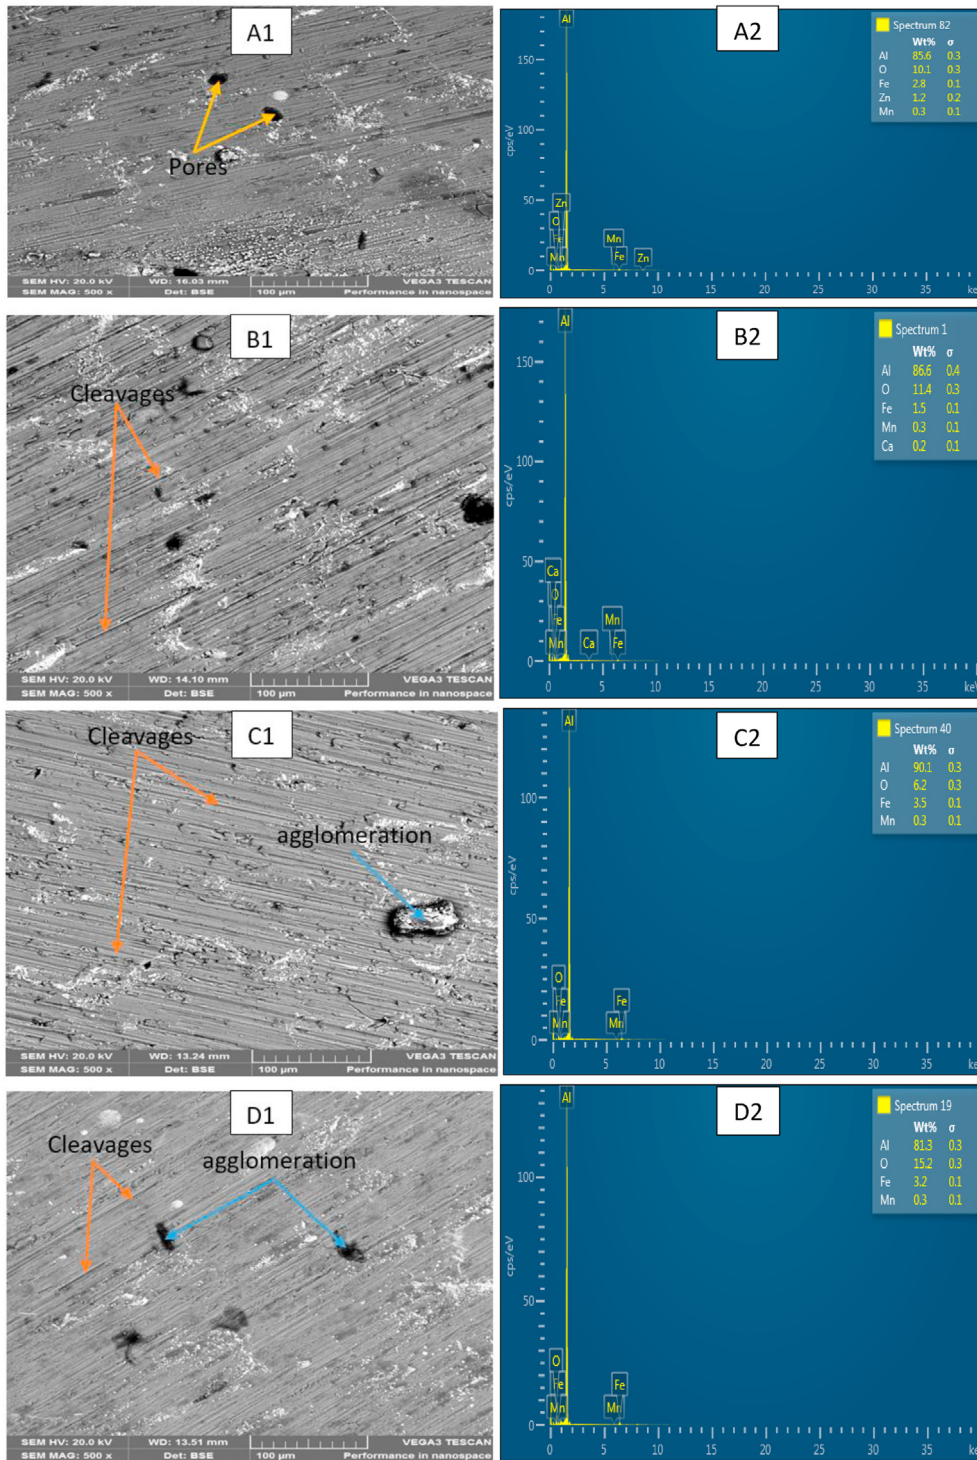 A1
Pores
SEM HV: 20.0 kV WD: 16.03 mm VEGA3 TESCAN
SEM MAG: 500 x Det: BSE 100 µm Performance in nanospace
A2
Spectrum 82
Wt% σ
Al 85.6 0.3
O 10.1 0.3
Fe 2.8 0.1
Zn 1.2 0.2
Mn 0.3 0.1
Al
150
100
50
0
cps/eV
Zn
O
Fe
Mn
Mn
Fe
Zn
0 5 10 15 20 25 30 35 ke
B1
Cleavages
SEM HV: 20.0 kV WD: 14.10 mm VEGA3 TESCAN
SEM MAG: 500 x Det: BSE 100 µm Performance in nanospace
B2
Spectrum 1
Wt% σ
Al 86.6 0.4
O 11.4 0.3
Fe 1.5 0.1
Mn 0.3 0.1
Ca 0.2 0.1
Al
150
100
50
0
cps/eV
Ca
O
Fe
Mn
Mn
Ca
Fe
0 5 10 15 20 25 30 35 keV
Cleavages
C1
agglomeration
SEM HV: 20.0 kV WD: 13.24 mm VEGA3 TESCAN
SEM MAG: 500 x Det: BSE 100 µm Performance in nanospace
C2
Spectrum 40
Wt% σ
Al 90.1 0.3
O 6.2 0.3
Fe 3.5 0.1
Mn 0.3 0.1
Al
100
50
0
cps/eV
O
Fe
Mn
Fe
Mn
0 5 10 15 20 25 30 35 ke
D1
Cleavages
agglomeration
SEM HV: 20.0 kV WD: 13.51 mm VEGA3 TESCAN
SEM MAG: 500 x Det: BSE 100 µm Performance in nanospace
D2
Spectrum 19
Wt% σ
Al 81.3 0.3
O 15.2 0.3
Fe 3.2 0.1
Mn 0.3 0.1
Al
100
50
0
cps/eV
O
Fe
Mn
Fe
Mn
0 5 10 15 20 25 30 35 ke